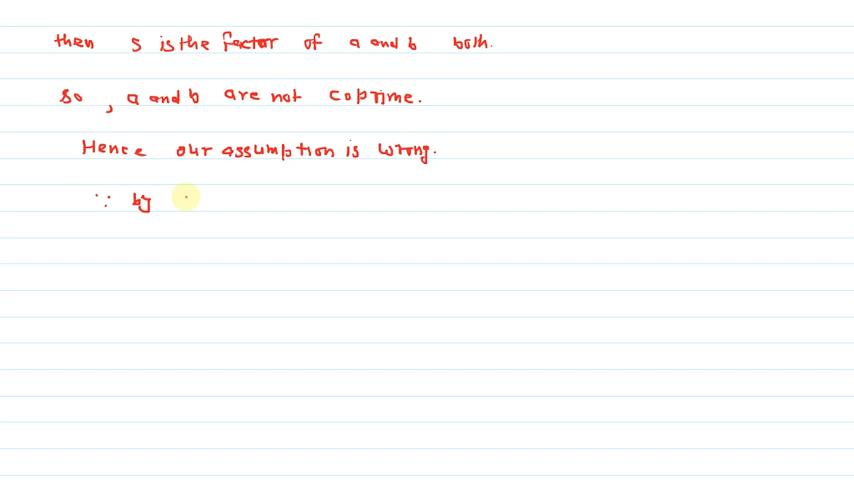 then 5 is the factor of a and b both.
So, a and b are not coprime.
Hence our assumption is wrong.
∵ by